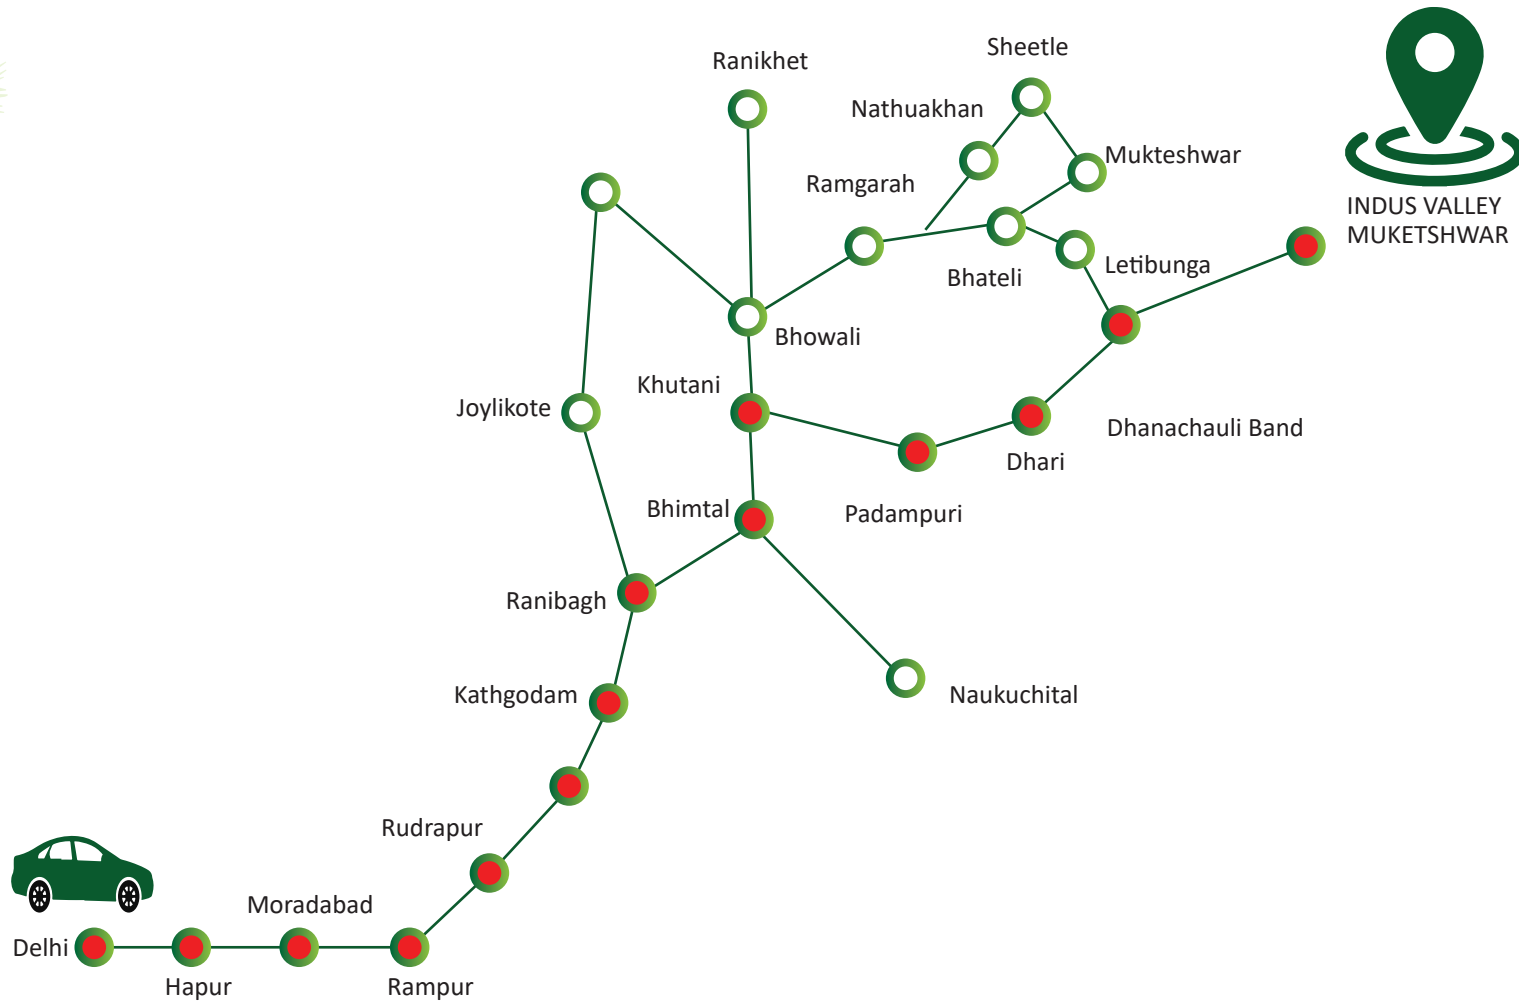 Sheetle
Ranikhet
Nathuakhan
Mukteshwar
Ramgarah
INDUS VALLEY
MUKETSHWAR
Letibunga
Bhateli
Bhowali
Khutani
Joylikote
Dhanachauli Band
Dhari
Bhimtal
Padampuri
Ranibagh
Kathgodam
Naukuchital
Rudrapur
Moradabad
Delhi
Hapur
Rampur